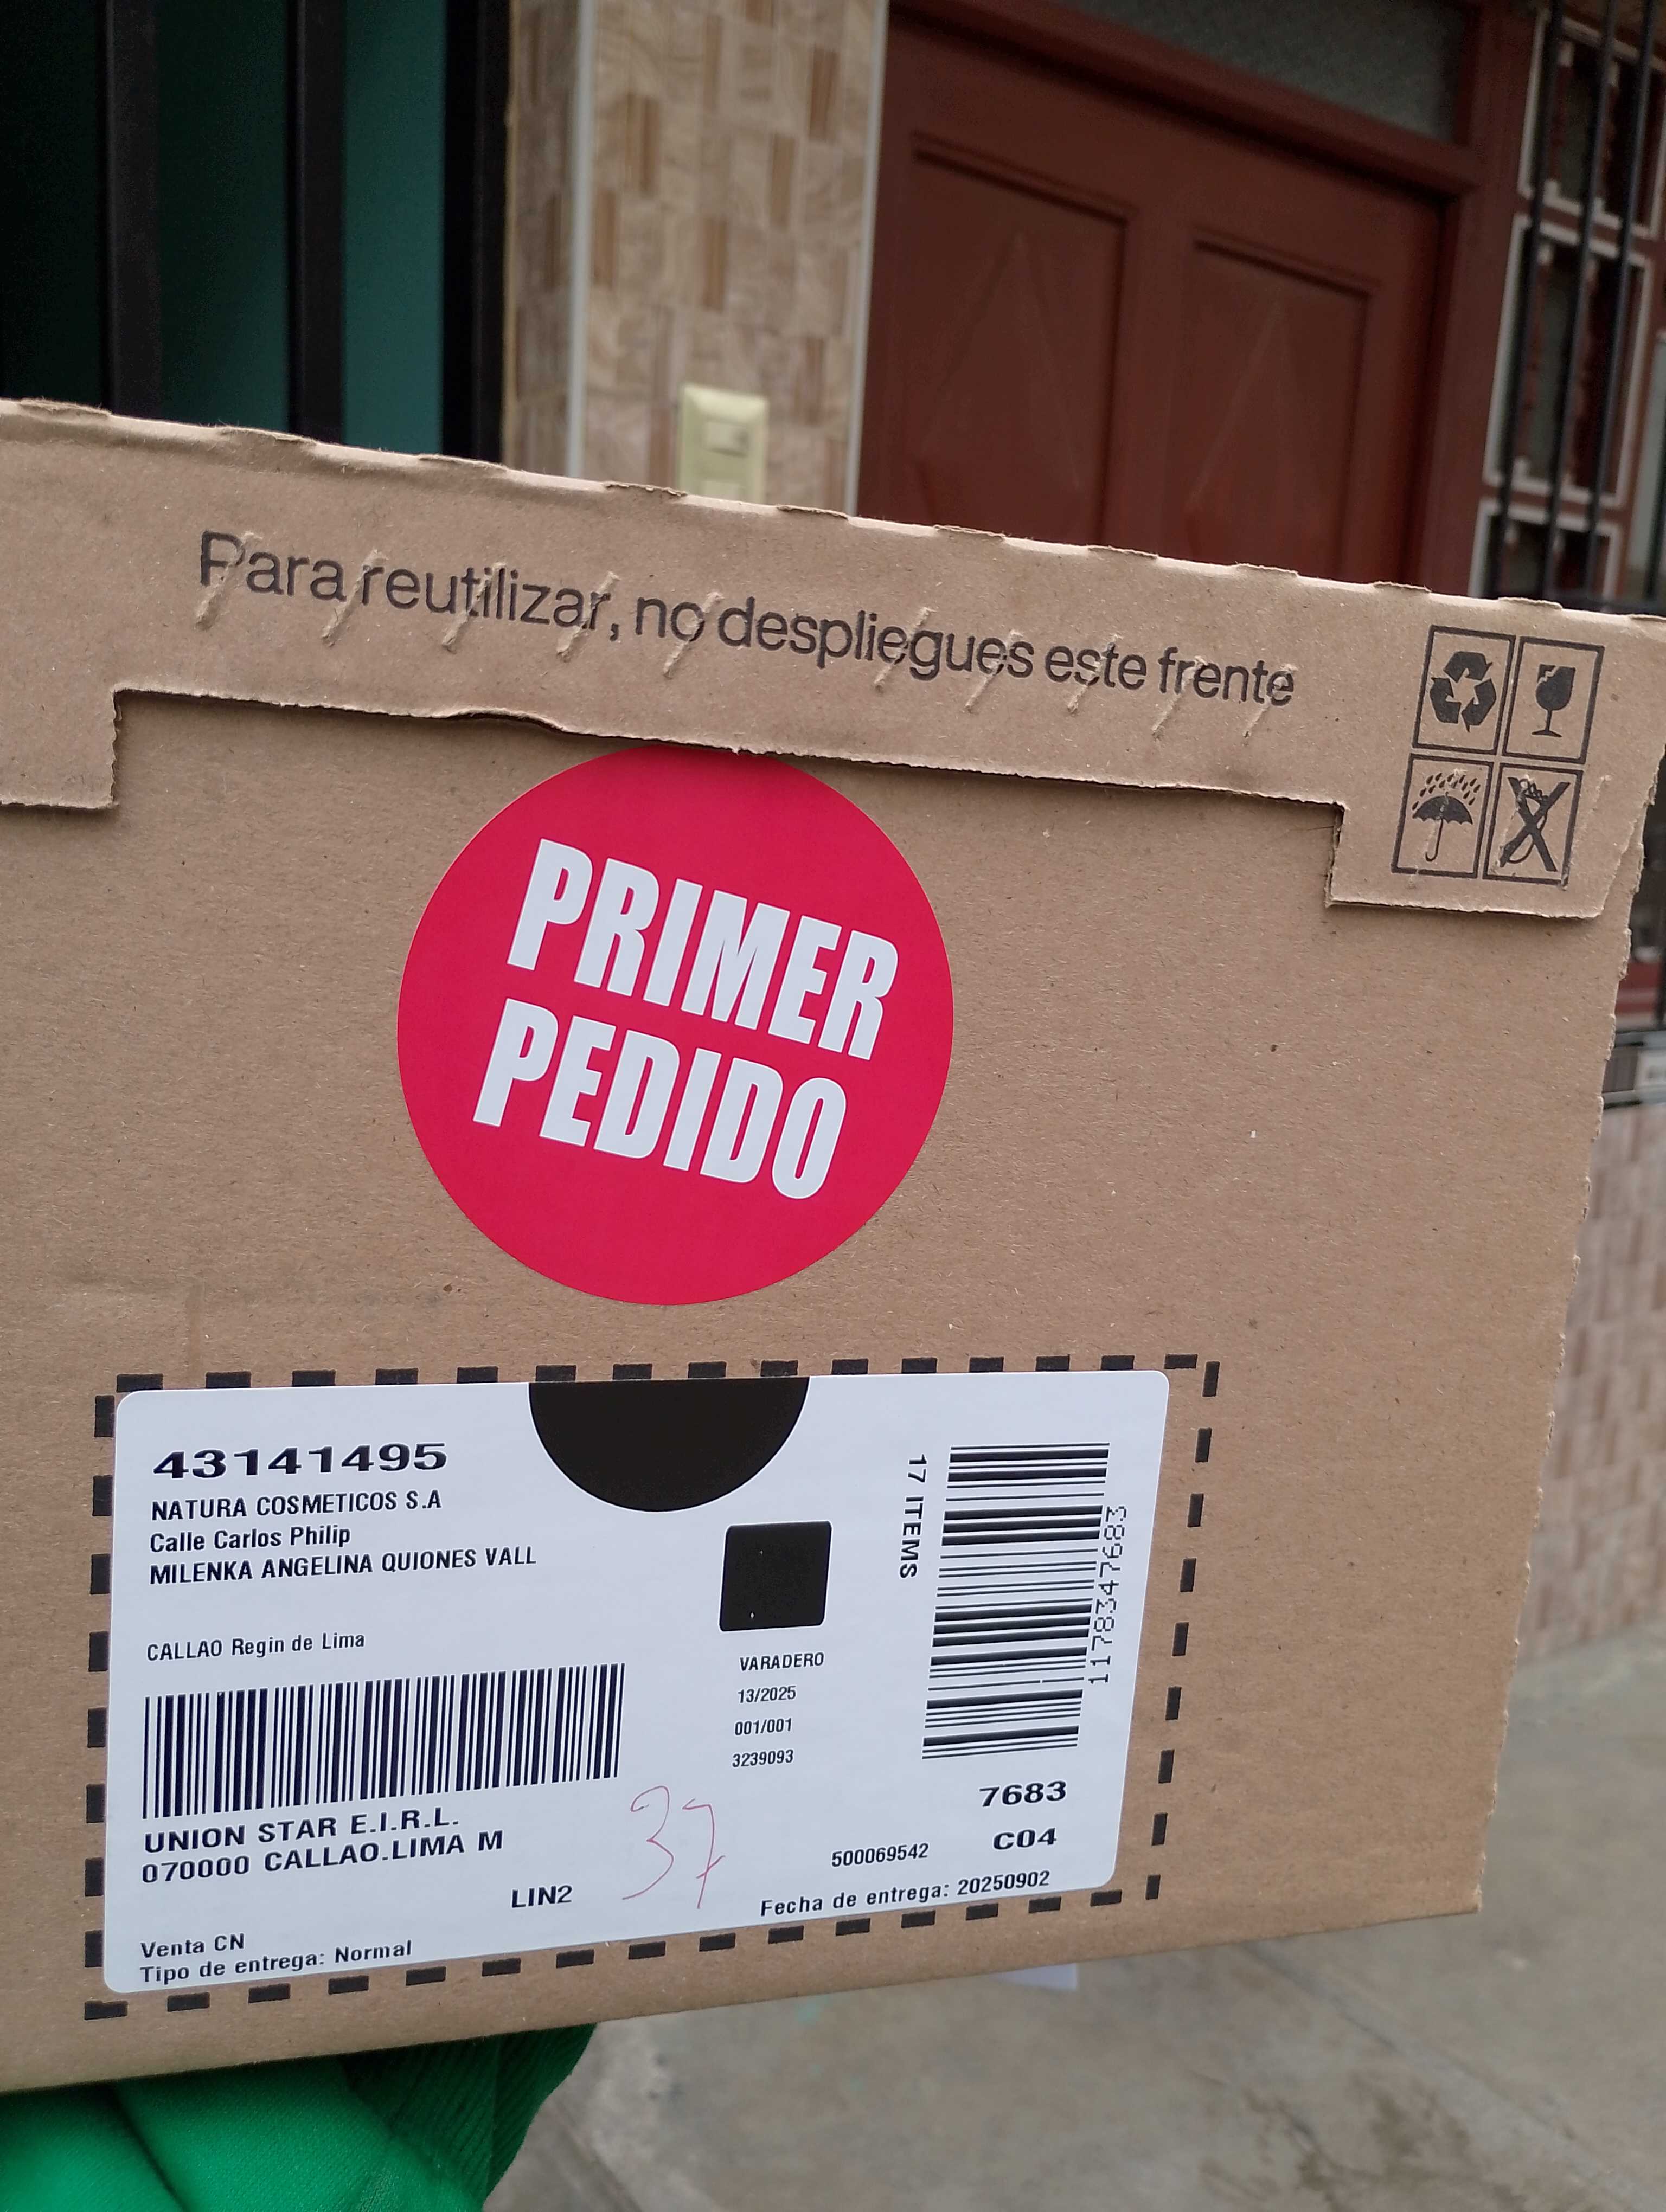 Para reutilizar, no despliegues este frente
PRIMER
PEDIDO
43141495
NATURA COSMETICOS S.A
Calle Carlos Philip
MILENKA ANGELINA QUIONES VALL
CALLAO Regin de Lima
17 ITEMS
1178347683
VARADERO
13/2025
001/001
3239093
UNION STAR E.I.R.L.
070000 CALLAO.LIMA M
37
7683
500069542
C04
LIN2
Fecha de entrega: 20250902
Venta CN
Tipo de entrega: Normal